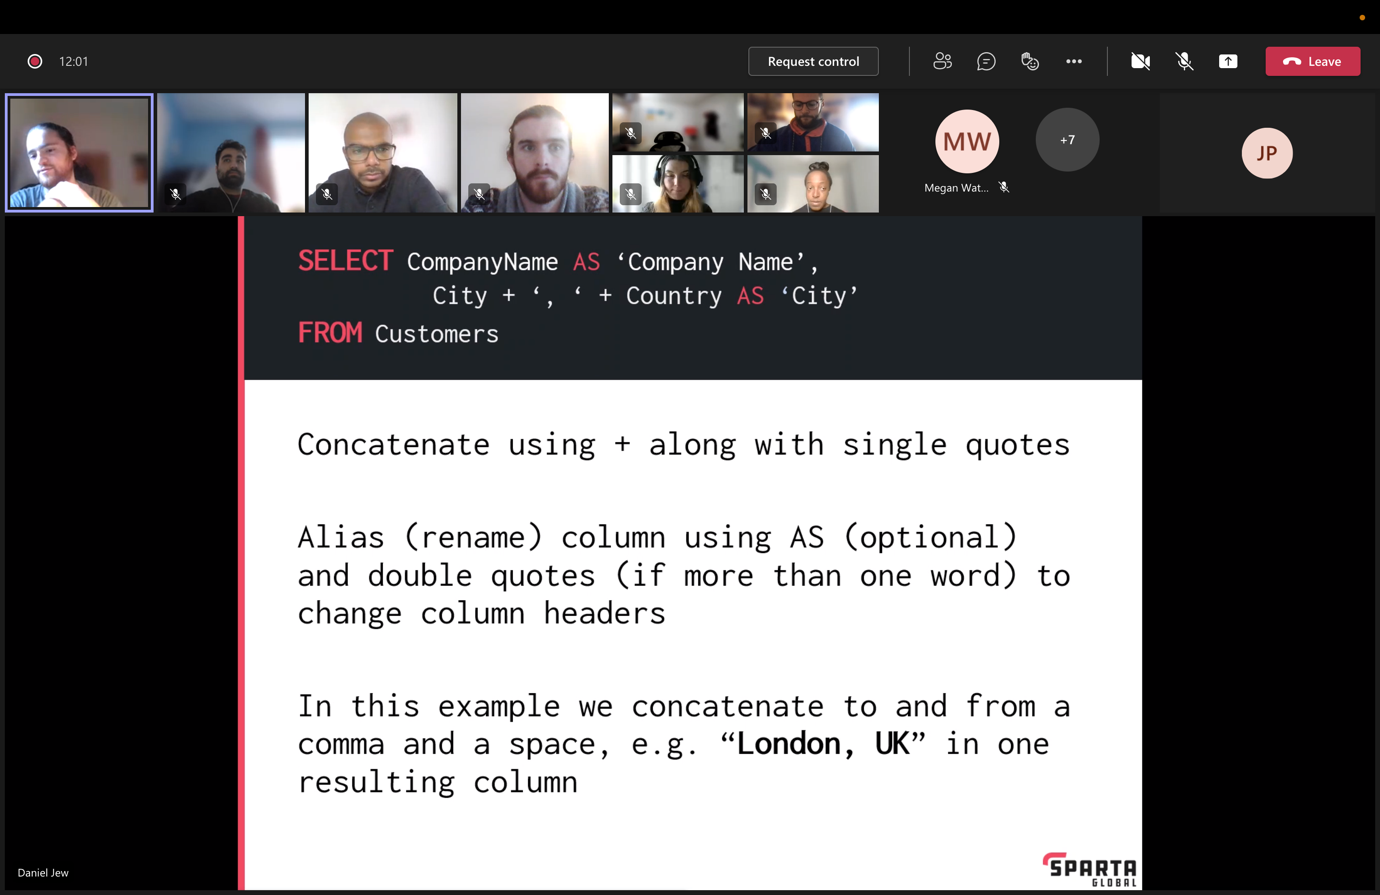 12:01
Request control
Leave
MW
+7
JP
Megan Wat...
SELECT CompanyName AS ‘Company Name’,
City + ‘, ‘ + Country AS ‘City’
FROM Customers
Concatenate using + along with single quotes
Alias (rename) column using AS (optional)
and double quotes (if more than one word) to
change column headers
In this example we concatenate to and from a
comma and a space, e.g. “London, UK” in one
resulting column
Daniel Jew
SPARTA
GLOBAL